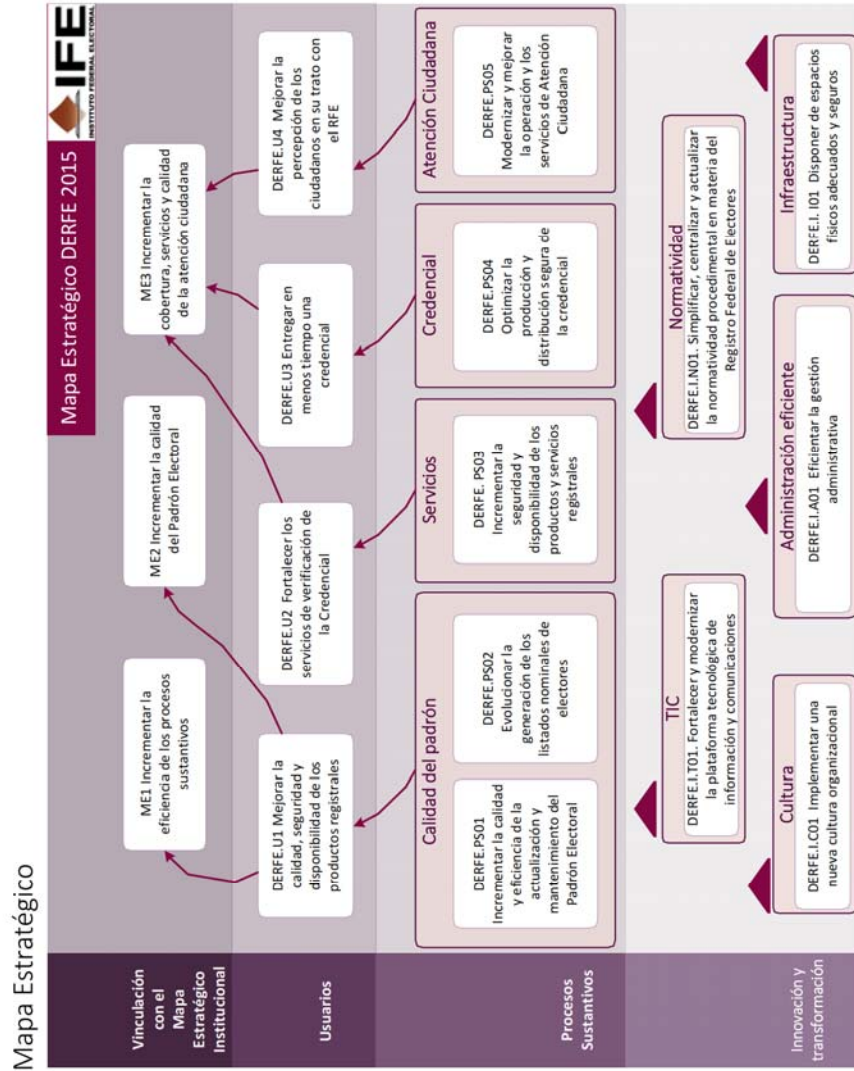 Mapa Estratégico
Mapa Estratégico DERFE 2015
IFE
INSTITUTO FEDERAL ELECTORAL
Vinculación
con el
Mapa
Estratégico
Institucional
ME1 Incrementar la
eficiencia de los procesos
sustantivos
ME2 Incrementar la calidad
del Padrón Electoral
ME3 Incrementar la
cobertura, servicios y calidad
de la atención ciudadana
Usuarios
DERFE.U1 Mejorar la
calidad, seguridad y
disponibilidad de los
productos registrales
DERFE.U2 Fortalecer los
servicios de verificación de
la Credencial
DERFE.U3 Entregar en
menos tiempo una
credencial
DERFE.U4 Mejorar la
percepción de los
ciudadanos en su trato con
el RFE
Procesos
Sustantivos
Calidad del padrón
DERFE.PS01
Incrementar la calidad
y eficiencia de la
actualización y
mantenimiento del
Padrón Electoral
DERFE.PS02
Evolucionar la
generación de los
listados nominales de
electores
Servicios
DERFE. PS03
Incrementar la
seguridad y
disponibilidad de los
productos y servicios
registrales
Credencial
DERFE.PS04
Optimizar la
producción y
distribución segura de
la credencial
Atención Ciudadana
DERFE.PS05
Modernizar y mejorar
la operación y los
servicios de Atención
Ciudadana
Innovación y
transformación
TIC
DERFE.I.T01. Fortalecer y modernizar
la plataforma tecnológica de
información y comunicaciones
Normatividad
DERFE.I.N01. Simplificar, centralizar y actualizar
la normatividad procedimental en materia del
Registro Federal de Electores
Cultura
DERFE.I.C01 Implementar una
nueva cultura organizacional
Administración eficiente
DERFE.I.A01 Eficientar la gestión
administrativa
Infraestructura
DERFE.I. I01 Disponer de espacios
físicos adecuados y seguros